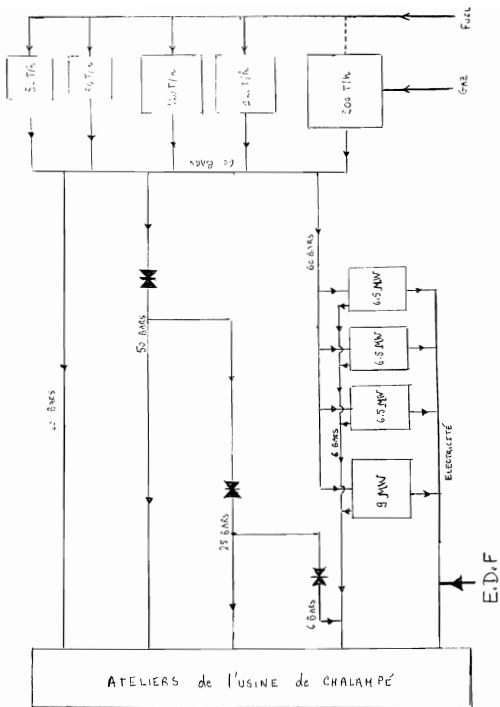 FUEL
GAZ
200 T/h
60 BARS
60 BARS
6.5 MW
6.5 MW
6.5 MW
9 MW
50 BARS
6 BARS
ELECTRICITÉ
25 BARS
6 BARS
E.D.F
ATELIERS de l'USINE de CHALAMPÉ